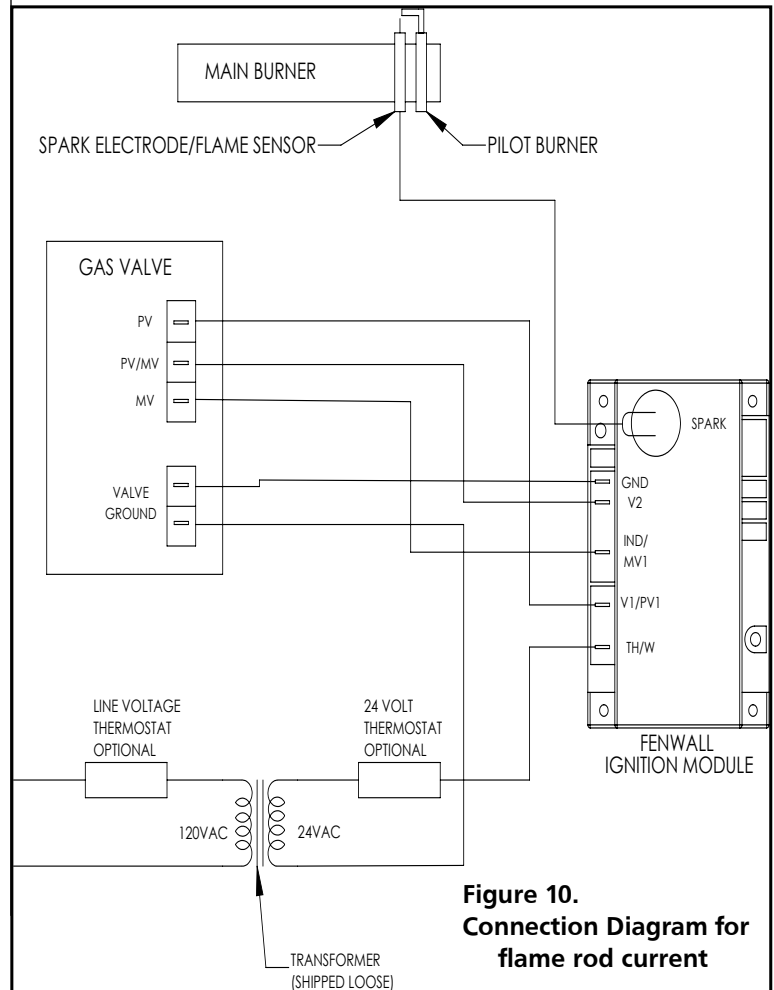 MAIN BURNER
SPARK ELECTRODE/FLAME SENSOR
PILOT BURNER
GAS VALVE
PV
PV/MV
MV
VALVE
GROUND
SPARK
GND
V2
IND/
MV1
V1/PV1
TH/W
FENWALL
IGNITION MODULE
LINE VOLTAGE
THERMOSTAT
OPTIONAL
24 VOLT
THERMOSTAT
OPTIONAL
120VAC
24VAC
TRANSFORMER
(SHIPPED LOOSE)
Figure 10.
Connection Diagram for
flame rod current